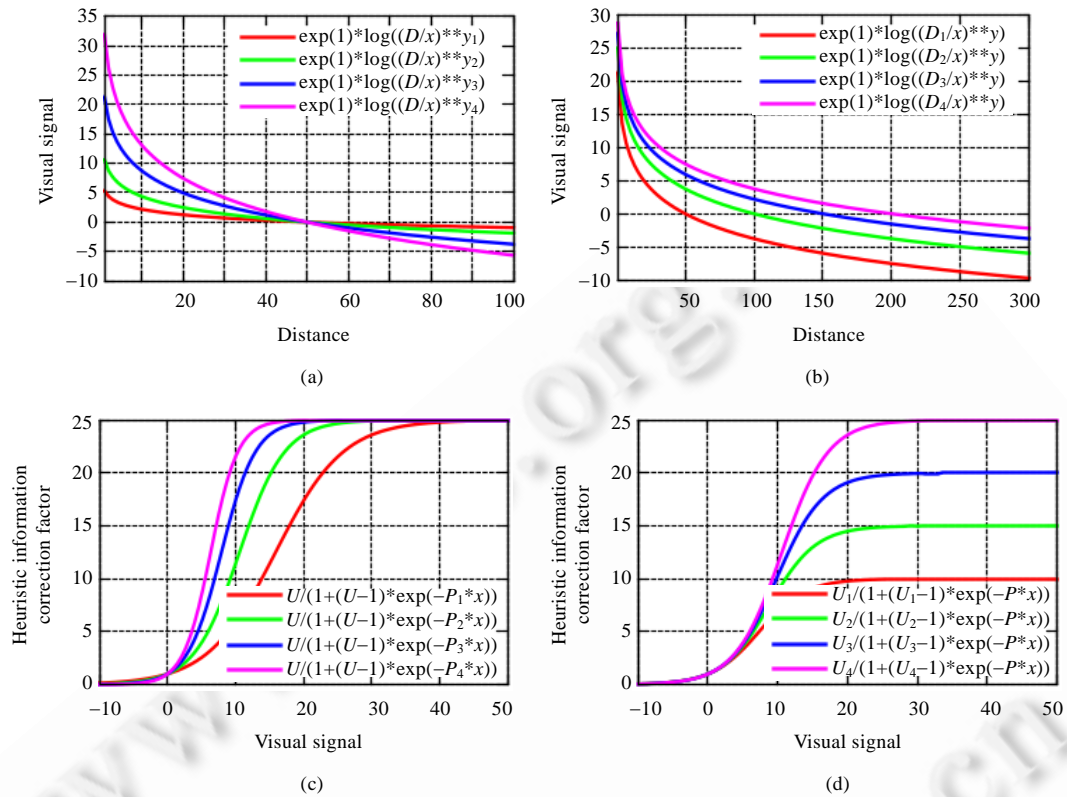 35
30
25
20
15
10
5
0
−5
−10
Visual signal
exp(1)*log((D/x)**y1)
exp(1)*log((D/x)**y2)
exp(1)*log((D/x)**y3)
exp(1)*log((D/x)**y4)
20 40 60 80 100
Distance
(a)
30
25
20
15
10
5
0
−5
−10
Visual signal
exp(1)*log((D1/x)**y)
exp(1)*log((D2/x)**y)
exp(1)*log((D3/x)**y)
exp(1)*log((D4/x)**y)
50 100 150 200 250 300
Distance
(b)
25
20
15
10
5
0
Heuristic information
correction factor
U/(1+(U−1)*exp(−P1*x))
U/(1+(U−1)*exp(−P2*x))
U/(1+(U−1)*exp(−P3*x))
U/(1+(U−1)*exp(−P4*x))
−10 0 10 20 30 40 50
Visual signal
(c)
25
20
15
10
5
0
Heuristic information
correction factor
U1/(1+(U1−1)*exp(−P*x))
U2/(1+(U2−1)*exp(−P*x))
U3/(1+(U3−1)*exp(−P*x))
U4/(1+(U4−1)*exp(−P*x))
−10 0 10 20 30 40 50
Visual signal
(d)